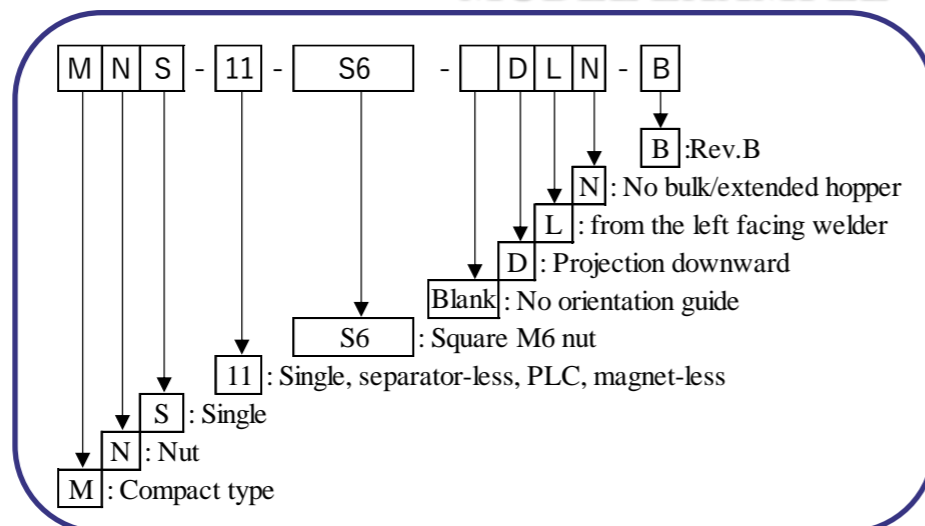 M N S - 11 - S6 - D L N - B
B :Rev.B
N : No bulk/extended hopper
L : from the left facing welder
D : Projection downward
Blank : No orientation guide
S6 : Square M6 nut
11 : Single, separator-less, PLC, magnet-less
S : Single
N : Nut
M : Compact type